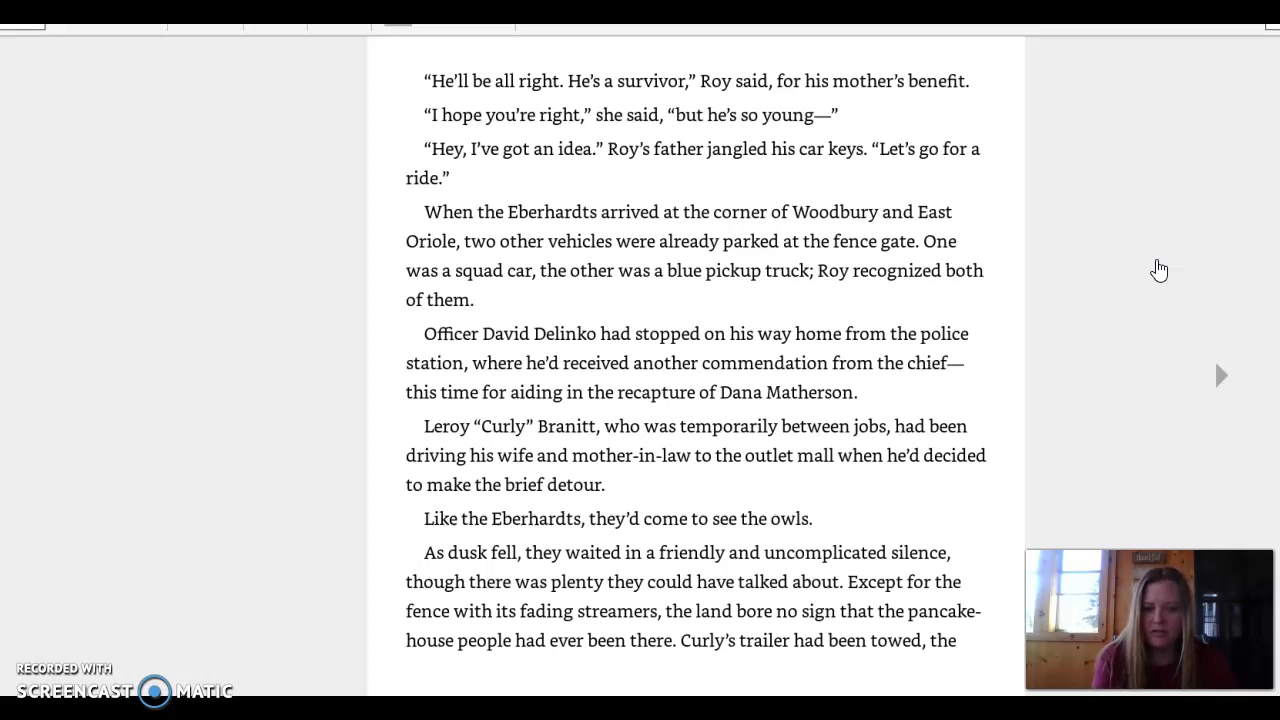 “He’ll be all right. He’s a survivor,” Roy said, for his mother’s benefit.
“I hope you’re right,” she said, “but he’s so young—”
“Hey, I’ve got an idea.” Roy’s father jangled his car keys. “Let’s go for a
ride.”
When the Eberhardts arrived at the corner of Woodbury and East
Oriole, two other vehicles were already parked at the fence gate. One
was a squad car, the other was a blue pickup truck; Roy recognized both
of them.
Officer David Delinko had stopped on his way home from the police
station, where he’d received another commendation from the chief—
this time for aiding in the recapture of Dana Matherson.
Leroy “Curly” Branitt, who was temporarily between jobs, had been
driving his wife and mother-in-law to the outlet mall when he’d decided
to make the brief detour.
Like the Eberhardts, they’d come to see the owls.
As dusk fell, they waited in a friendly and uncomplicated silence,
though there was plenty they could have talked about. Except for the
fence with its fading streamers, the land bore no sign that the pancake-
house people had ever been there. Curly’s trailer had been towed, the
RECORDED WITH
SCREENCAST MATIC